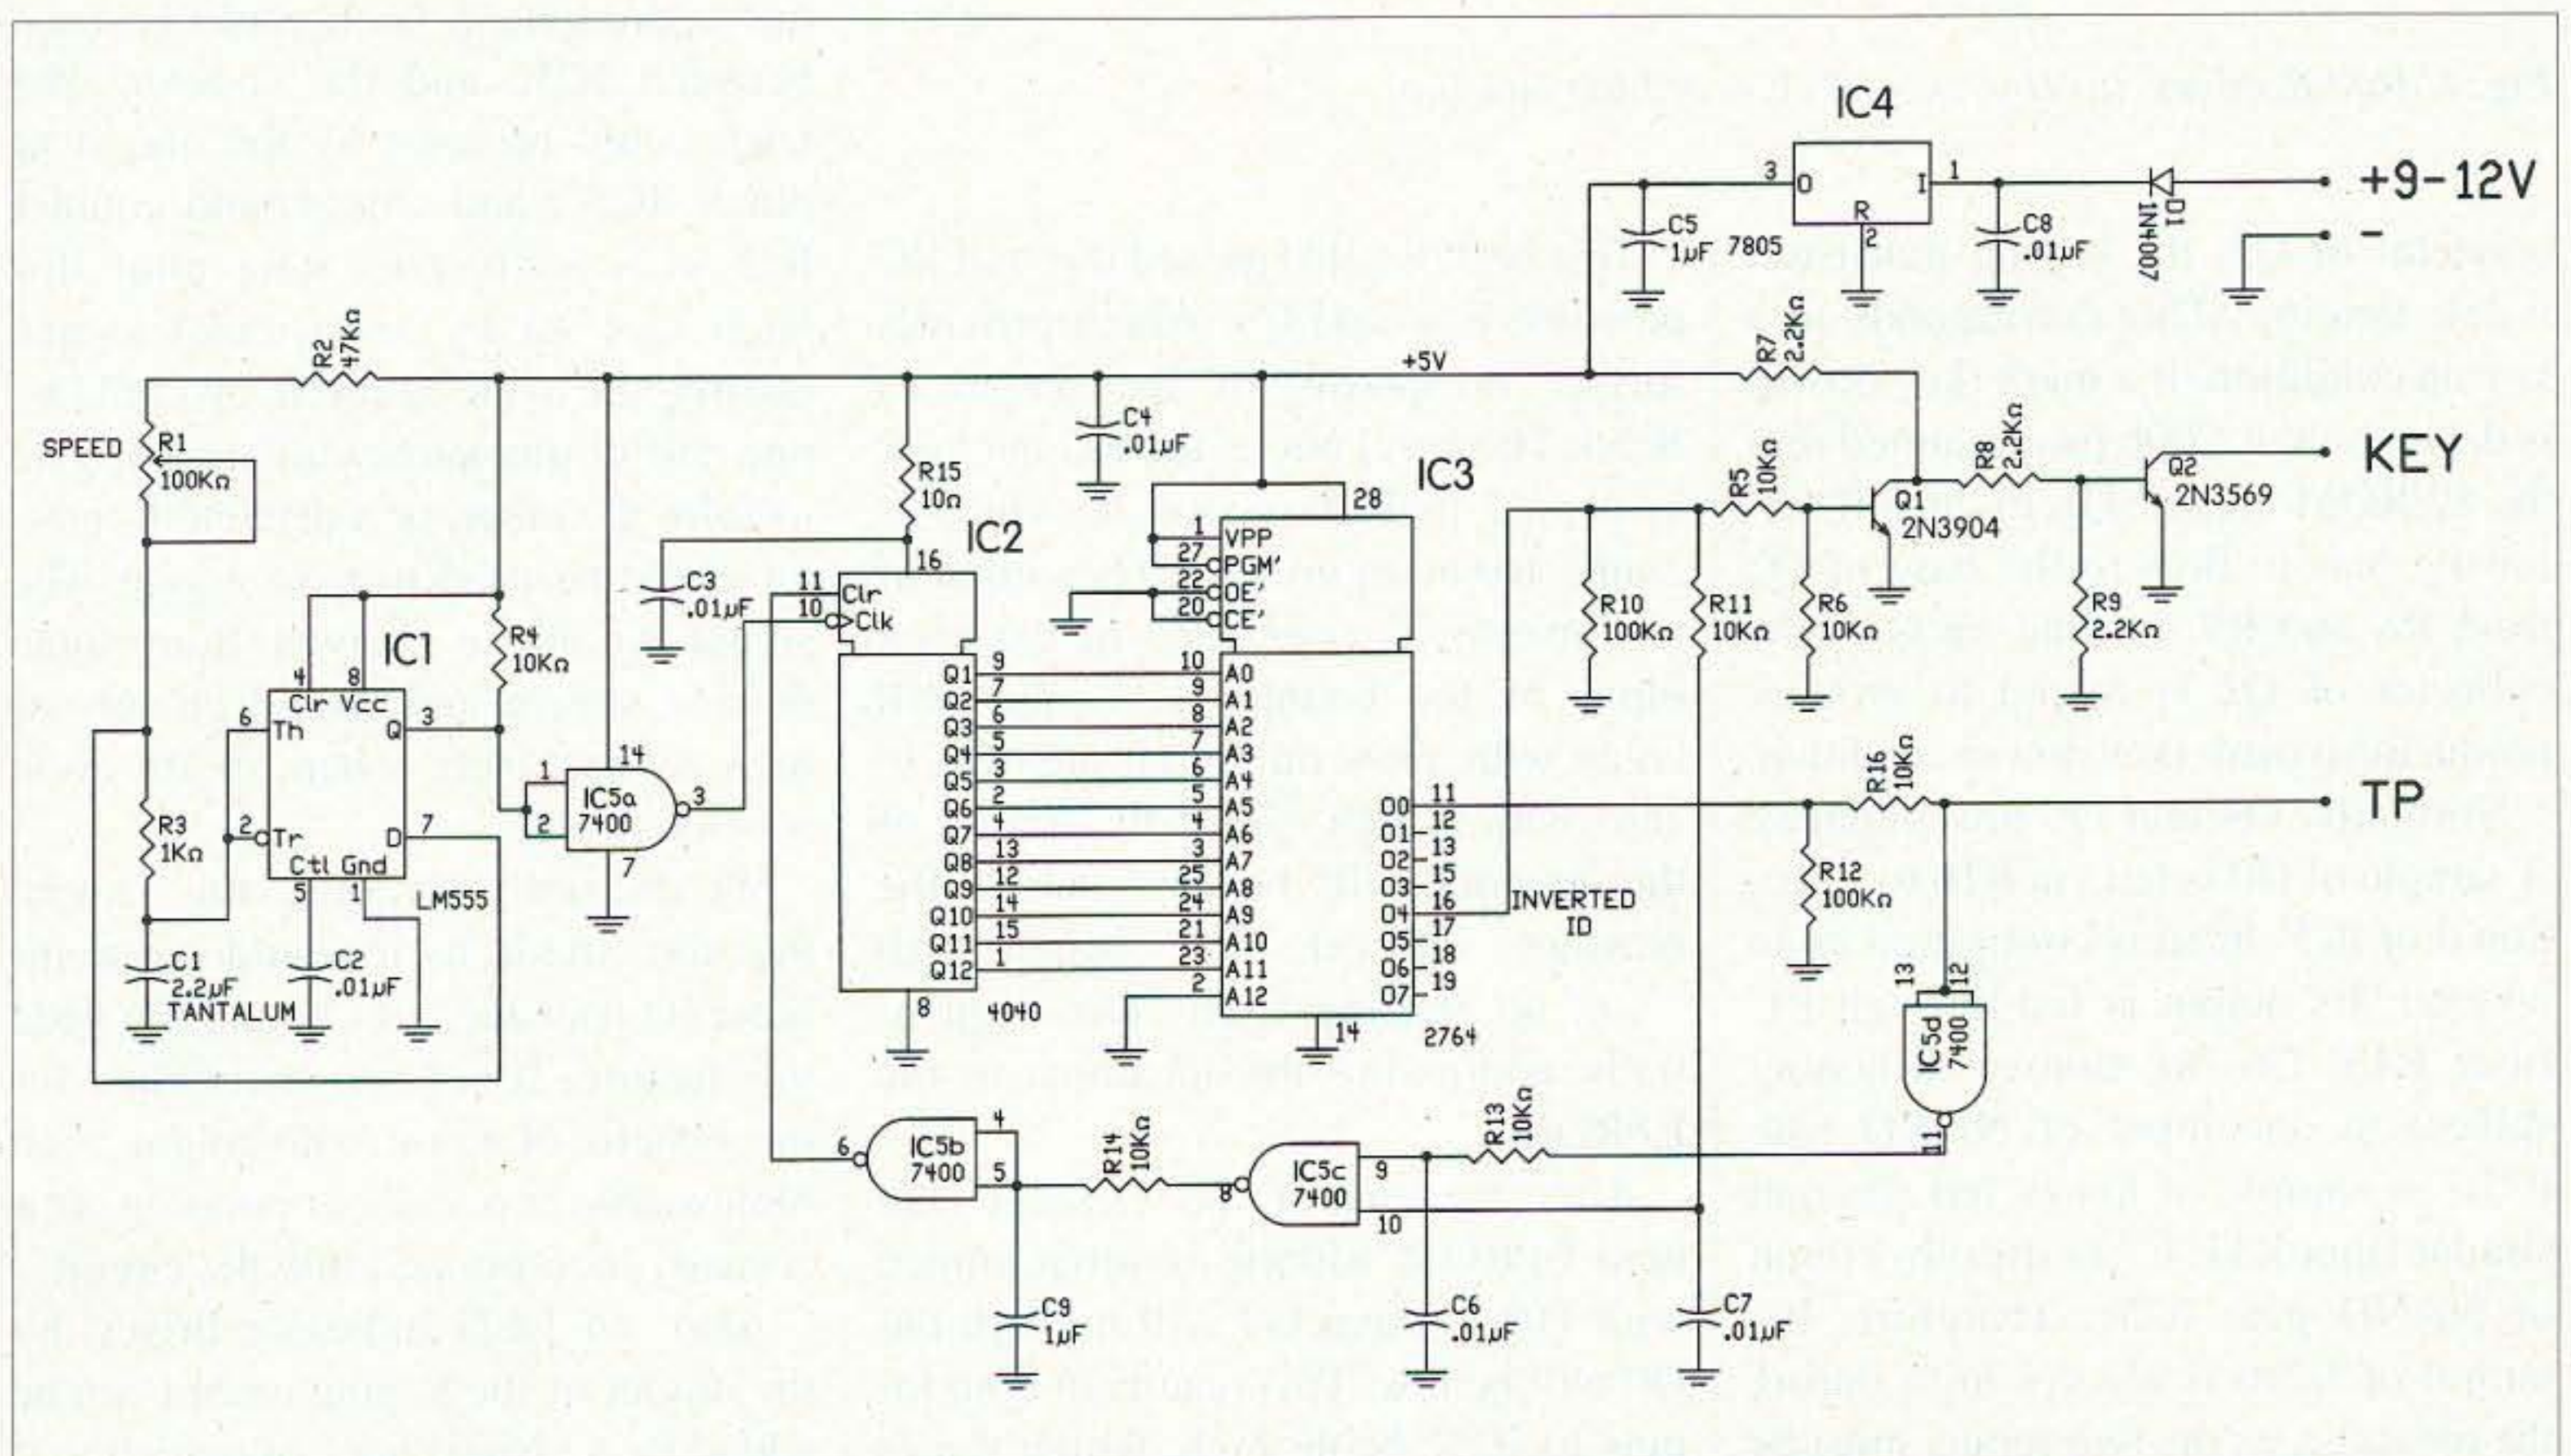 IC4
+9-12V
3
O
I
1
R
2
D1
1N4007
C5
1µF
7805
C8
.01µF
-
R2
47KΩ
+5V
R7
2.2KΩ
SPEED
R1
100KΩ
C4
.01µF
R15
10Ω
IC3
28
R5
10KΩ
R8
2.2KΩ
KEY
Q1
2N3904
Q2
2N3569
1
VPP
27
PGM'
22
OE'
20
CE'
IC2
16
11
Clr
10
Clk
C3
.01µF
R10
100KΩ
R11
10KΩ
R6
10KΩ
R9
2.2KΩ
IC1
R4
10KΩ
4
8
Clr Vcc
6
Th
Q
3
2
Tr
D
7
Ctl Gnd
5
1
LM555
R3
1KΩ
14
1
2
IC5a
7400
3
7
Q1 9 10 A0
Q2 7 9 A1
Q3 6 8 A2
Q4 5 7 A3
Q5 3 6 A4
Q6 2 5 A5
Q7 4 4 A6
Q8 13 3 A7
Q9 12 25 A8
Q10 14 24 A9
Q11 15 21 A10
Q12 1 23 A11
2 A12
O0 11
O1 12
O2 13
O3 15
O4 16
O5 17
O6 18
O7 19
INVERTED
ID
R16
10KΩ
TP
R12
100KΩ
C1
2.2µF
TANTALUM
C2
.01µF
8
4040
14
2764
13
12
IC5d
7400
11
6
IC5b
7400
4
5
R14
10KΩ
8
IC5c
7400
9
10
R13
10KΩ
C9
1µF
C6
.01µF
C7
.01µF